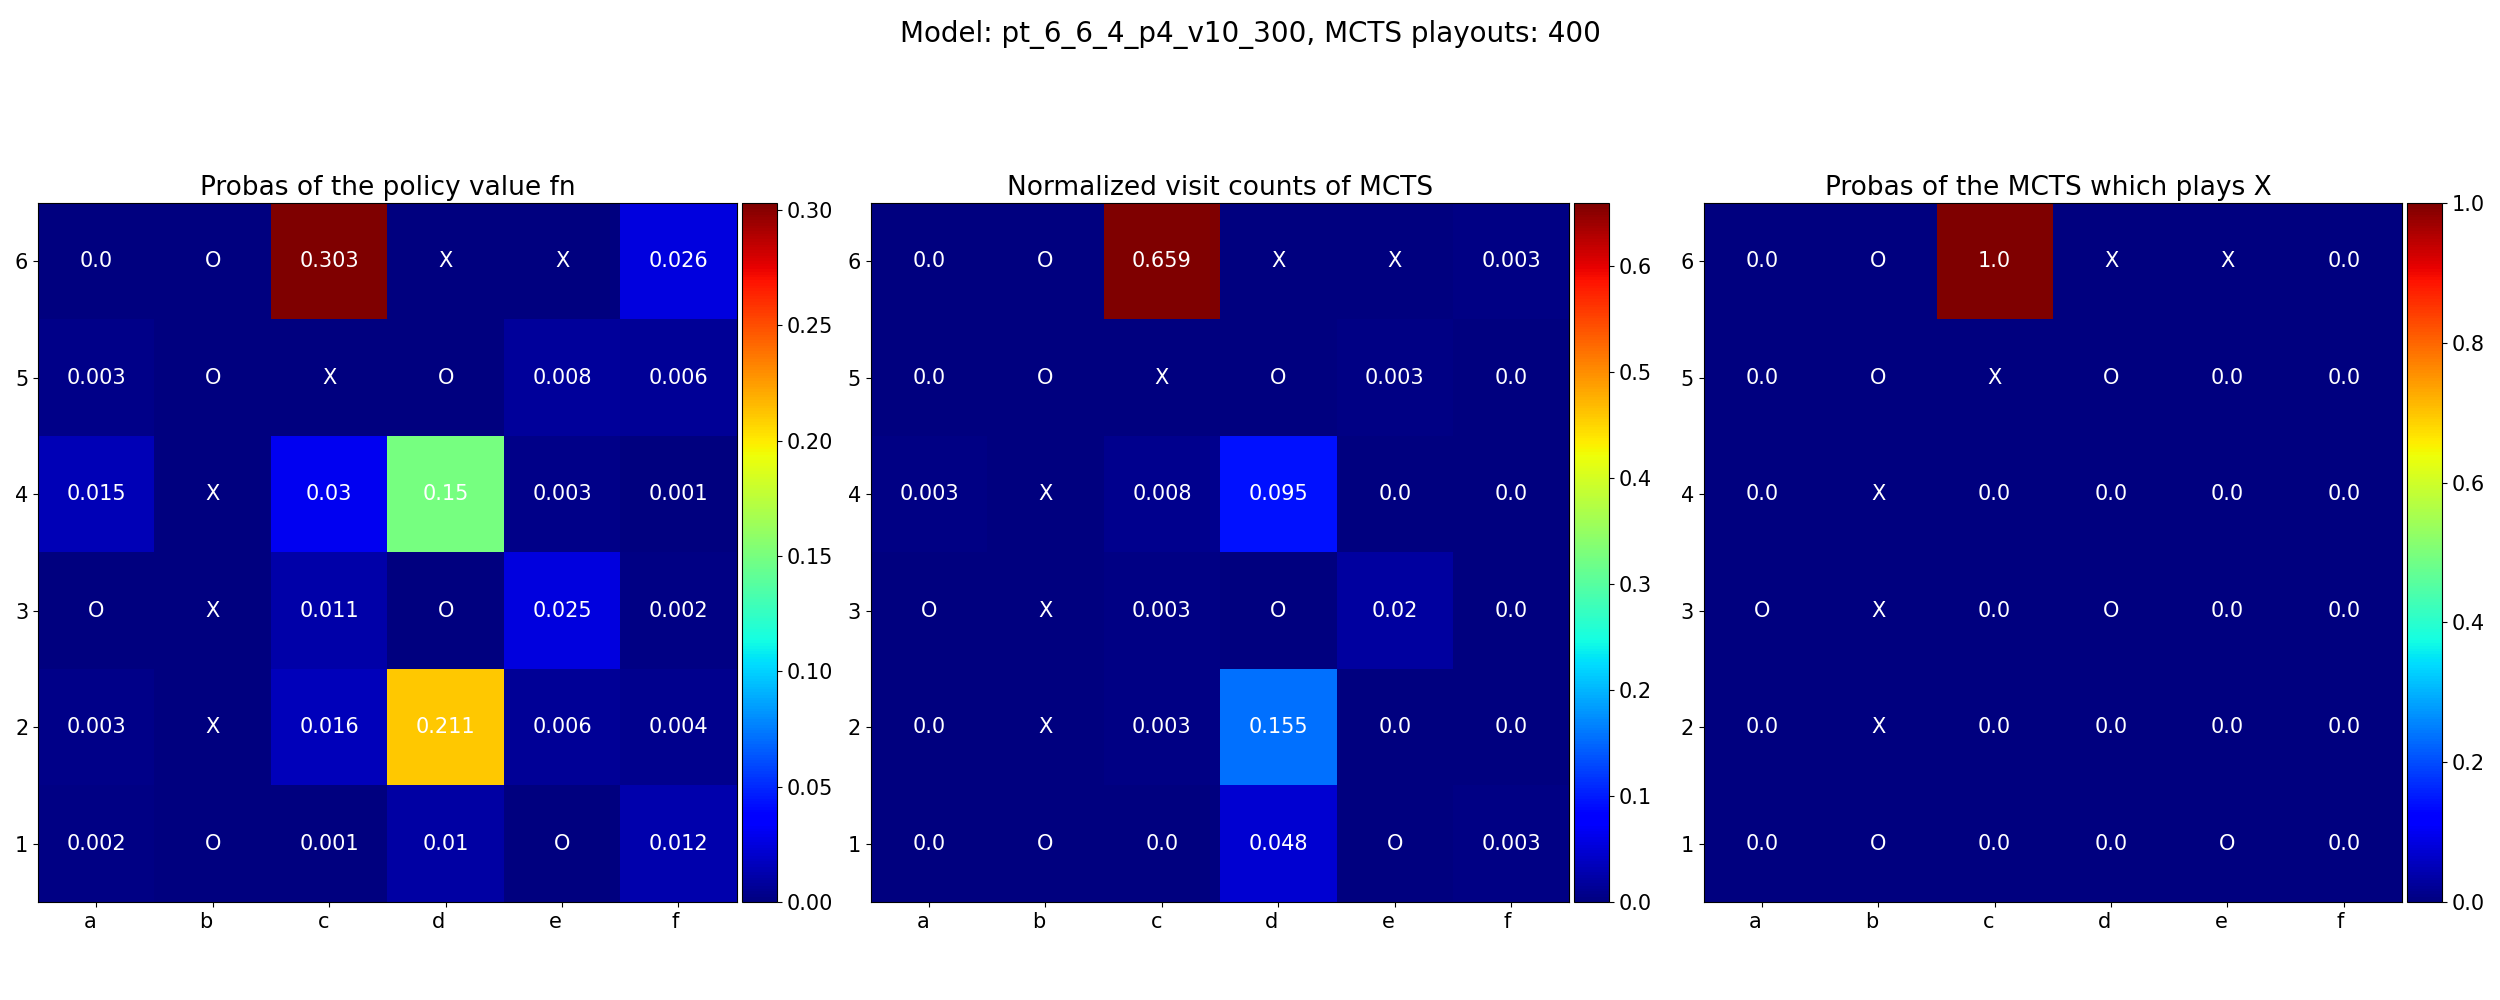 Model: pt_6_6_4_p4_v10_300, MCTS playouts: 400
Probas of the policy value fn
6 0.0 O 0.303 X X 0.026
5 0.003 O X O 0.008 0.006
4 0.015 X 0.03 0.15 0.003 0.001
3 O X 0.011 O 0.025 0.002
2 0.003 X 0.016 0.211 0.006 0.004
1 0.002 O 0.001 0.01 O 0.012
a b c d e f
0.30
0.25
0.20
0.15
0.10
0.05
0.00
Normalized visit counts of MCTS
6 0.0 O 0.659 X X 0.003
5 0.0 O X O 0.003 0.0
4 0.003 X 0.008 0.095 0.0 0.0
3 O X 0.003 O 0.02 0.0
2 0.0 X 0.003 0.155 0.0 0.0
1 0.0 O 0.0 0.048 O 0.003
a b c d e f
0.6
0.5
0.4
0.3
0.2
0.1
0.0
Probas of the MCTS which plays X
6 0.0 O 1.0 X X 0.0
5 0.0 O X O 0.0 0.0
4 0.0 X 0.0 0.0 0.0 0.0
3 O X 0.0 O 0.0 0.0
2 0.0 X 0.0 0.0 0.0 0.0
1 0.0 O 0.0 0.0 O 0.0
a b c d e f
1.0
0.8
0.6
0.4
0.2
0.0